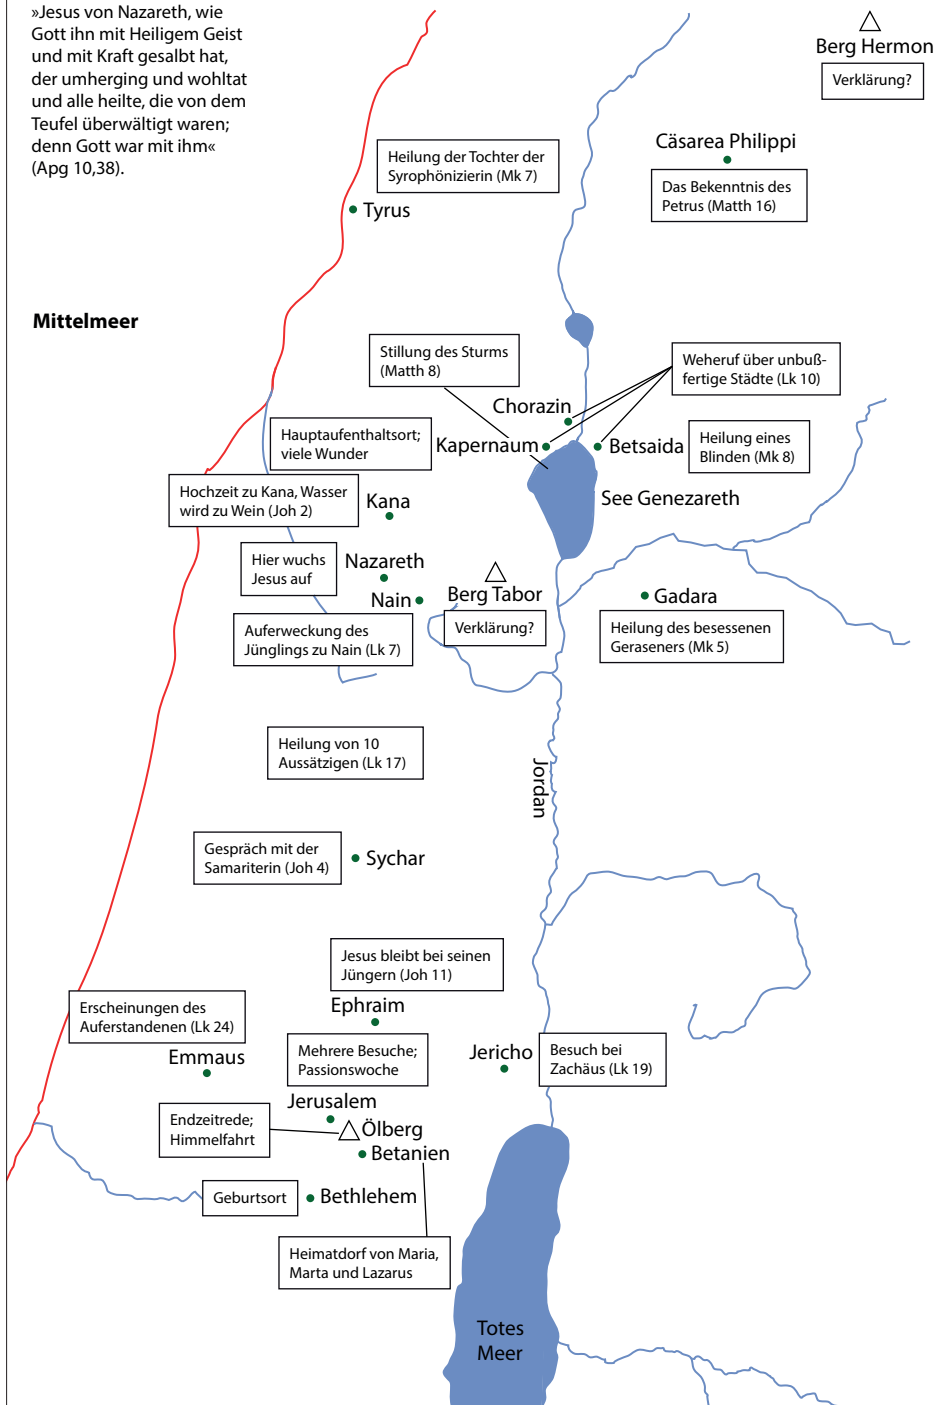 »Jesus von Nazareth, wie
Gott ihn mit Heiligem Geist
und mit Kraft gesalbt hat,
der umherging und wohltat
und alle heilte, die von dem
Teufel überwältigt waren;
denn Gott war mit ihm«
(Apg 10,38).
Berg Hermon
Verklärung?
Cäsarea Philippi
Das Bekenntnis des
Petrus (Matth 16)
Heilung der Tochter der
Syrophönizierin (Mk 7)
Tyrus
Mittelmeer
Stillung des Sturms
(Matth 8)
Weheruf über unbuß-
fertige Städte (Lk 10)
Chorazin
Hauptaufenthaltsort;
viele Wunder
Kapernaum
Betsaida
Heilung eines
Blinden (Mk 8)
See Genezareth
Hochzeit zu Kana, Wasser
wird zu Wein (Joh 2)
Kana
Hier wuchs
Jesus auf
Nazareth
Nain
Berg Tabor
Verklärung?
Gadara
Heilung des besessenen
Geraseners (Mk 5)
Auferweckung des
Jünglings zu Nain (Lk 7)
Heilung von 10
Aussätzigen (Lk 17)
Jordan
Gespräch mit der
Samariterin (Joh 4)
Sychar
Jesus bleibt bei seinen
Jüngern (Joh 11)
Ephraim
Erscheinungen des
Auferstandenen (Lk 24)
Emmaus
Mehrere Besuche;
Passionswoche
Jericho
Besuch bei
Zachäus (Lk 19)
Jerusalem
Endzeitrede;
Himmelfahrt
Ölberg
Betanien
Geburtsort
Bethlehem
Heimatdorf von Maria,
Marta und Lazarus
Totes
Meer